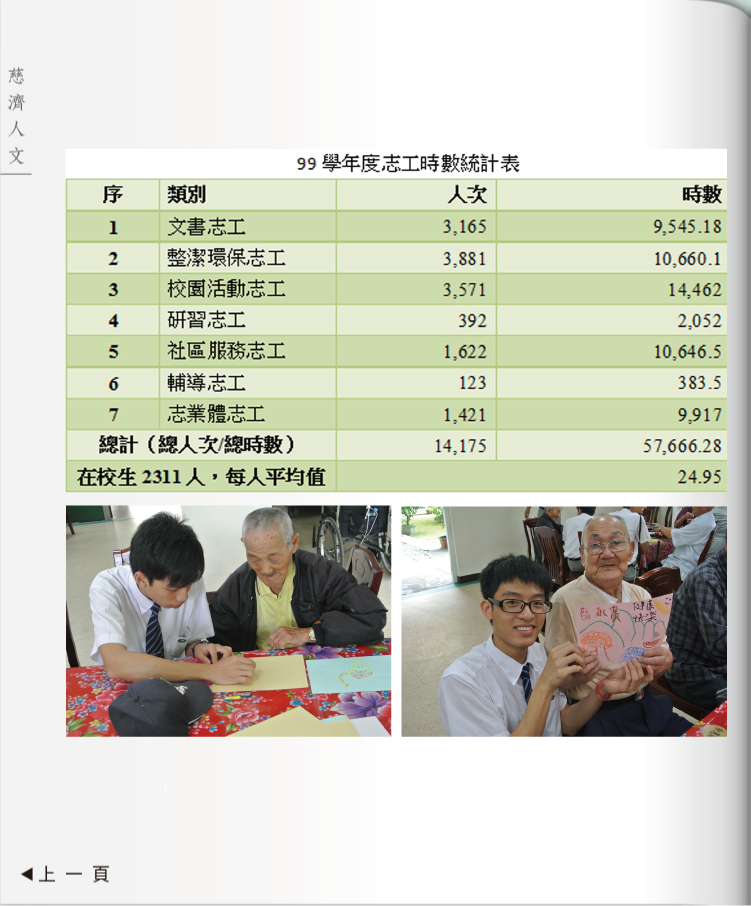 慈濟人文
99 學年度志工時數統計表
序 類別 人次 時數
1 文書志工 3,165 9,545.18
2 整潔環保志工 3,881 10,660.1
3 校園活動志工 3,571 14,462
4 研習志工 392 2,052
5 社區服務志工 1,622 10,646.5
6 輔導志工 123 383.5
7 志業體志工 1,421 9,917
總計（總人次/總時數） 14,175 57,666.28
在校生 2311 人，每人平均值 24.95
永書
健康
◀上一頁